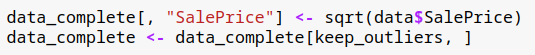 data_complete[, "SalePrice"] <- sqrt(data$SalePrice)
data_complete <- data_complete[keep_outliers, ]